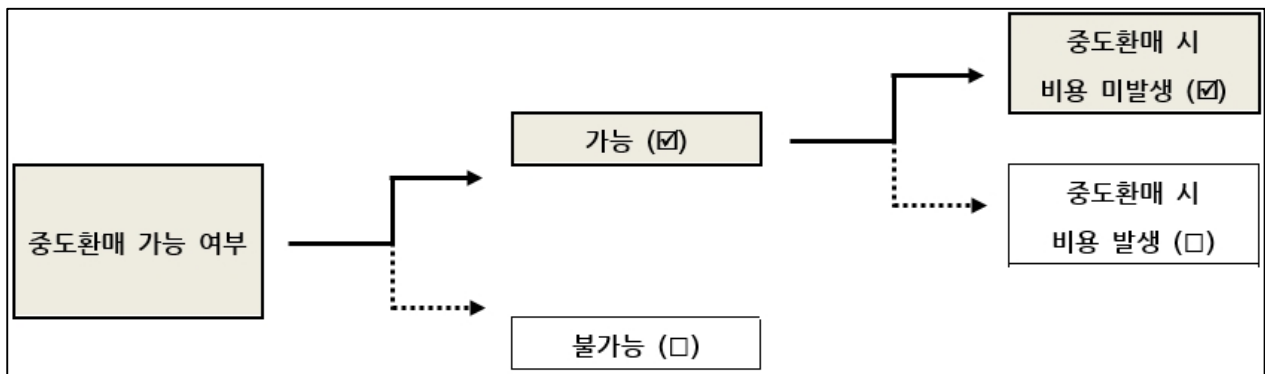 중도환매 가능 여부
가능 (☑)
불가능 (□)
중도환매 시
비용 미발생 (☑)
중도환매 시
비용 발생 (□)